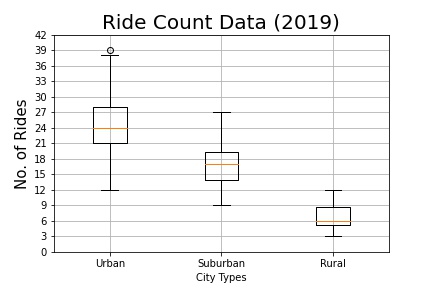 Ride Count Data (2019)
42
39
36
33
30
27
24
21
18
15
12
9
6
3
0
No. of Rides
Urban
Suburban
Rural
City Types